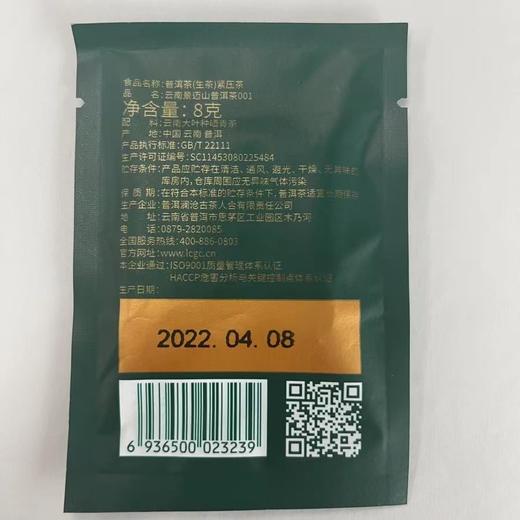 食品名称：普洱茶(生茶)紧压茶
品　　名：云南景迈山普洱茶001
净含量：8克
配　　料：云南大叶种晒青茶
产　　地：中国 云南 普洱
产品执行标准：GB/T 22111
生产许可证编号：SC11453080225484
贮存条件：产品应贮存在清洁、通风、避光、干燥、无异味的
库房内，仓库周围应无异味气体污染
保 质 期：在符合本标准的贮存条件下，普洱茶适宜长期保存
生产企业：普洱澜沧古茶人合有限责任公司
地　　址：云南省普洱市思茅区工业园区木乃河
电　　话：0879-2820085
全国服务热线：400-886-0803
官方网址：www.lcgc.cn
本企业通过：ISO9001质量管理体系认证
HACCP危害分析与关键控制点体系认证
生产日期：
2022.04.08
6 936500 023239